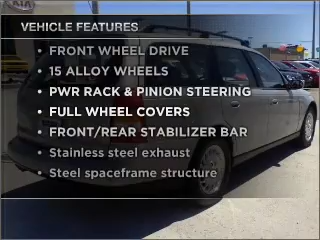 VEHICLE FEATURES
• FRONT WHEEL DRIVE
• 15 ALLOY WHEELS
• PWR RACK & PINION STEERING
• FULL WHEEL COVERS
• FRONT/REAR STABILIZER BAR
• Stainless steel exhaust
• Steel spaceframe structure